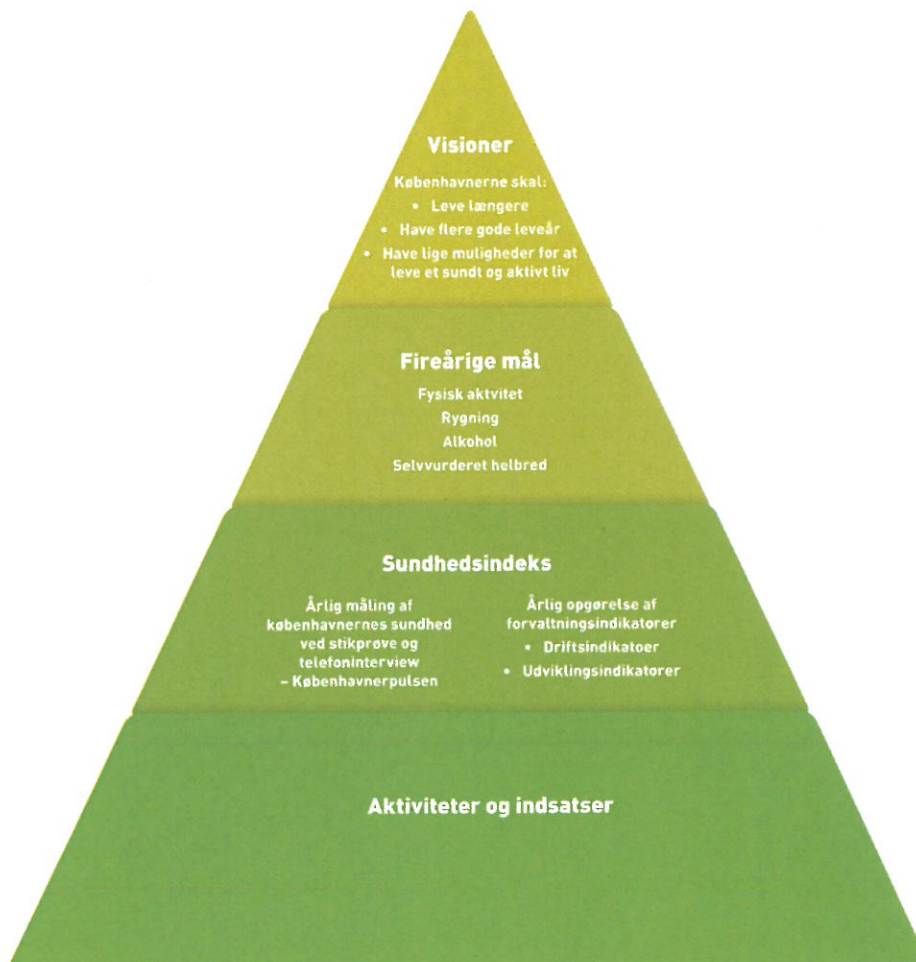 Visioner
Københavnerne skal:
• Leve længere
• Have flere gode leveår
• Have lige muligheder for at
leve et sundt og aktivt liv
Fireårige mål
Fysisk aktvitet
Rygning
Alkohol
Selvvurderet helbred
Sundhedsindeks
Årlig måling af
københavnernes sundhed
ved stikprøve og
telefoninterview
– Københavnerpulsen
Årlig opgørelse af
forvaltningsindikatorer
• Driftsindikatoer
• Udviklingsindikatorer
Aktiviteter og indsatser